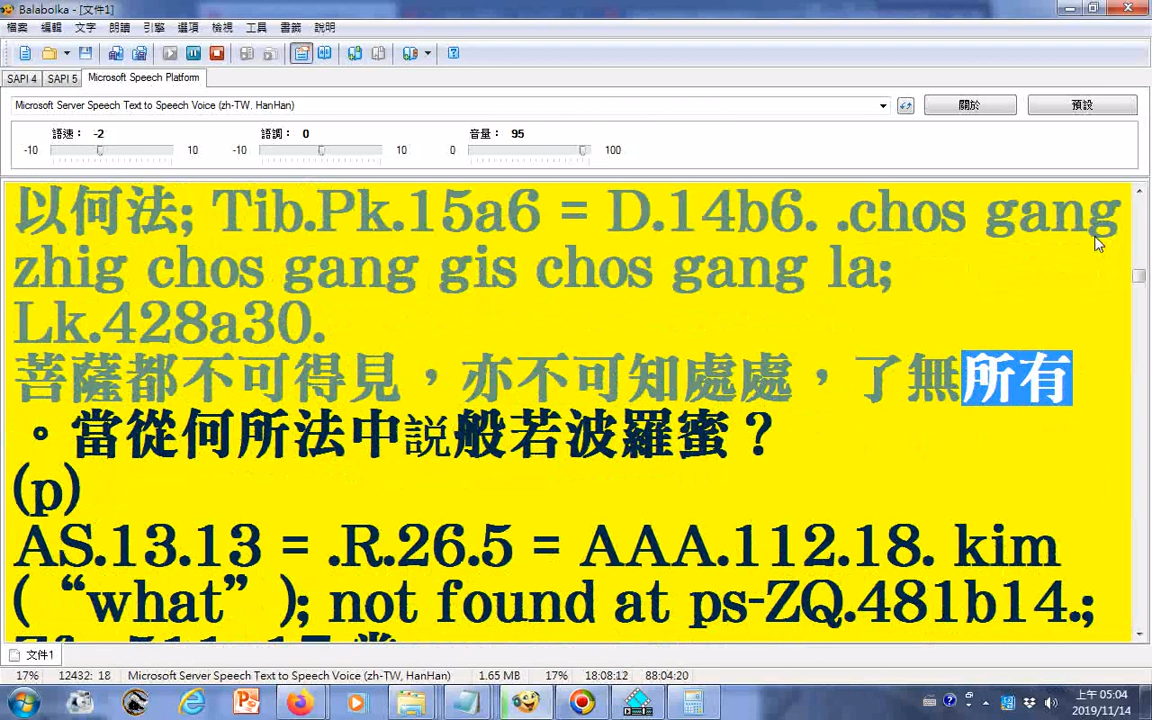 Balabolka - [文件1]
檔案 編輯 文字 朗讀 引擎 選項 檢視 工具 書籤 說明
SAPI 4 SAPI 5 Microsoft Speech Platform
Microsoft Server Speech Text to Speech Voice (zh-TW, HanHan) 關於 預設
語速： -2 語調： 0 音量： 95
-10 10 -10 10 0 100
以何法; Tib.Pk.15a6 = D.14b6. .chos gang
zhig chos gang gis chos gang la;
Lk.428a30.
菩薩都不可得見，亦不可知處處，了無所有
。當從何所法中説般若波羅蜜？
(p)
AS.13.13 = .R.26.5 = AAA.112.18. kim
(“what”); not found at ps-ZQ.481b14.;
文件1
17% 12432: 18 Microsoft Server Speech Text to Speech Voice (zh-TW, HanHan) 1.65 MB 17% 18:08:12 88:04:20
上午 05:04
2019/11/14